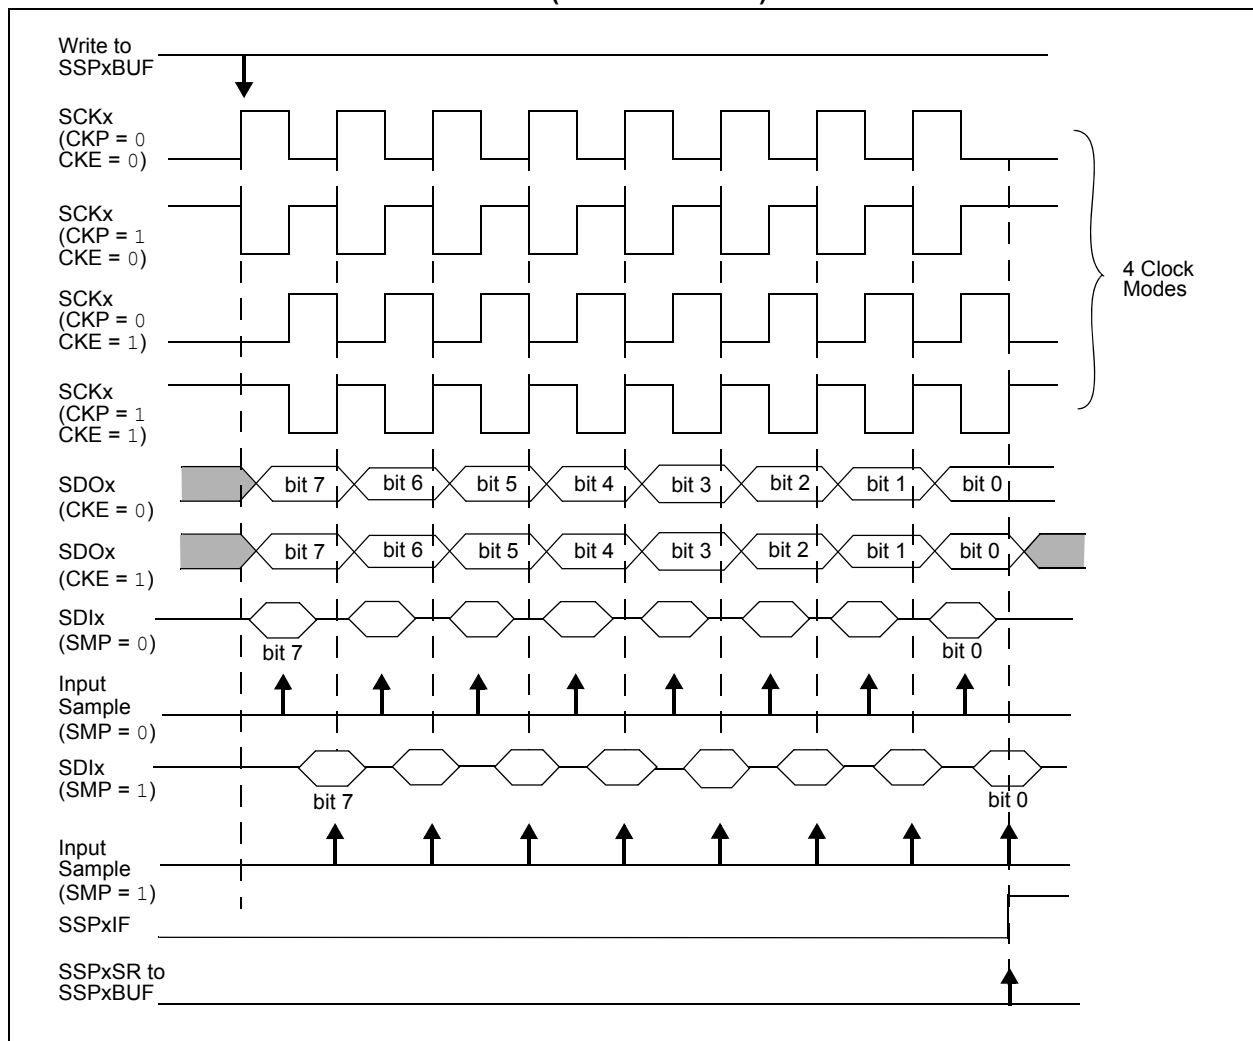 Write to
SSPxBUF
SCKx
(CKP = 0
CKE = 0)
SCKx
(CKP = 1
CKE = 0)
SCKx
(CKP = 0
CKE = 1)
SCKx
(CKP = 1
CKE = 1)
4 Clock
Modes
SDOx
(CKE = 0)
bit 7 bit 6 bit 5 bit 4 bit 3 bit 2 bit 1 bit 0
SDOx
(CKE = 1)
bit 7 bit 6 bit 5 bit 4 bit 3 bit 2 bit 1 bit 0
SDIx
(SMP = 0)
bit 7 bit 0
Input
Sample
(SMP = 0)
SDIx
(SMP = 1)
bit 7 bit 0
Input
Sample
(SMP = 1)
SSPxIF
SSPxSR to
SSPxBUF